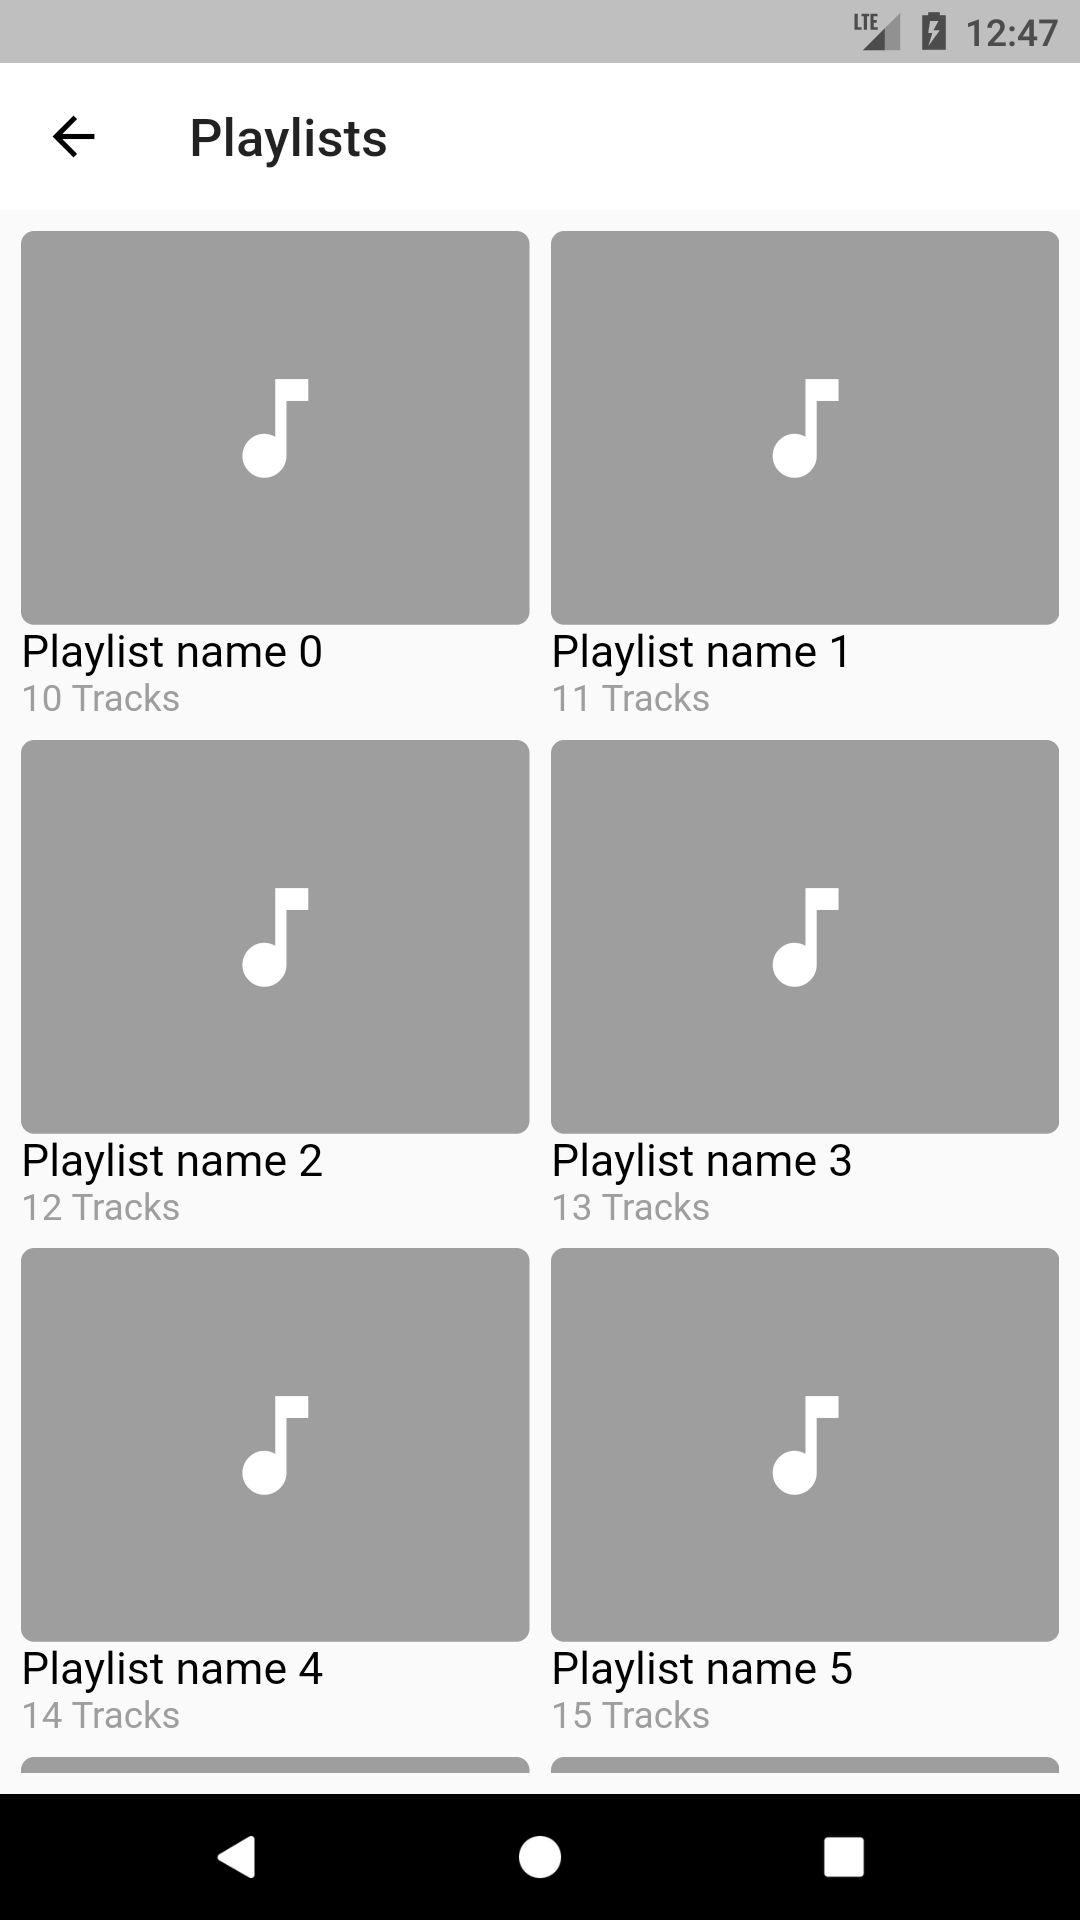 LTE 12:47
Playlists
Playlist name 0
10 Tracks
Playlist name 1
11 Tracks
Playlist name 2
12 Tracks
Playlist name 3
13 Tracks
Playlist name 4
14 Tracks
Playlist name 5
15 Tracks